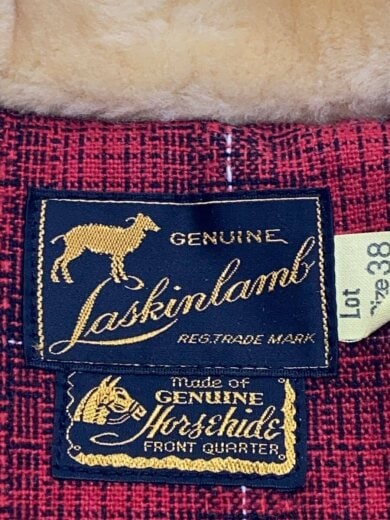 GENUINE
Laskinlamb
REG. TRADE MARK
Lot
Size 38
Made of
GENUINE
Horsehide
FRONT QUARTER